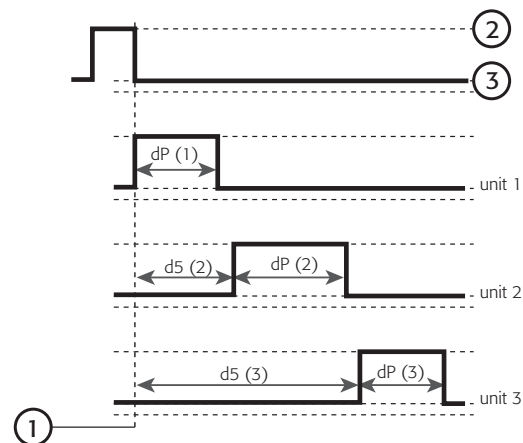 2
3
dP (1)
unit 1
d5 (2)
dP (2)
unit 2
d5 (3)
dP (3)
unit 3
1